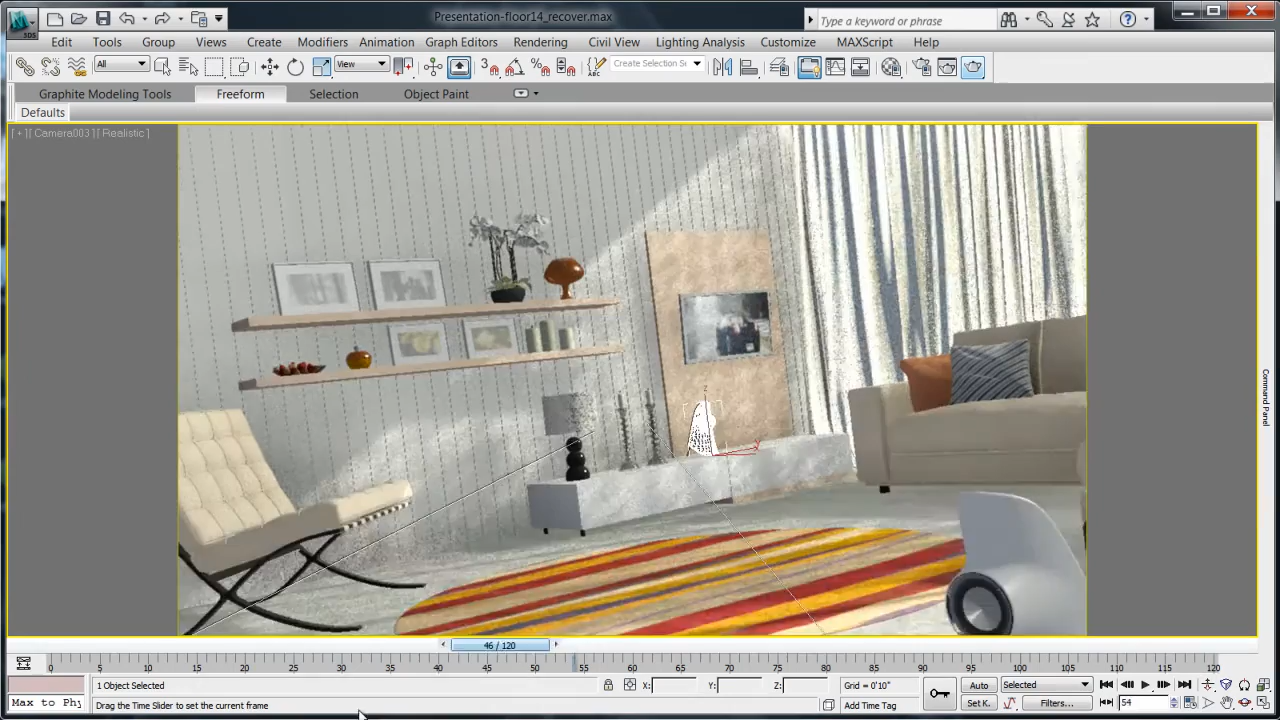 Presentation-floor14_recover.max
Type a keyword or phrase
3DS
Edit Tools Group Views Create Modifiers Animation Graph Editors Rendering Civil View Lighting Analysis Customize MAXScript Help
All View Create Selection Se
Graphite Modeling Tools Freeform Selection Object Paint
Defaults
[ + ][ Camera003 ][ Realistic ]
z
y
Command Panel
46 / 120
0 5 10 15 20 25 30 35 40 45 50 55 60 65 70 75 80 85 90 95 100 105 110 115 120
1 Object Selected X: Y: Z: Grid = 0'10" Auto Selected
Max to Phy Drag the Time Slider to set the current frame Add Time Tag Set K. Filters... 54